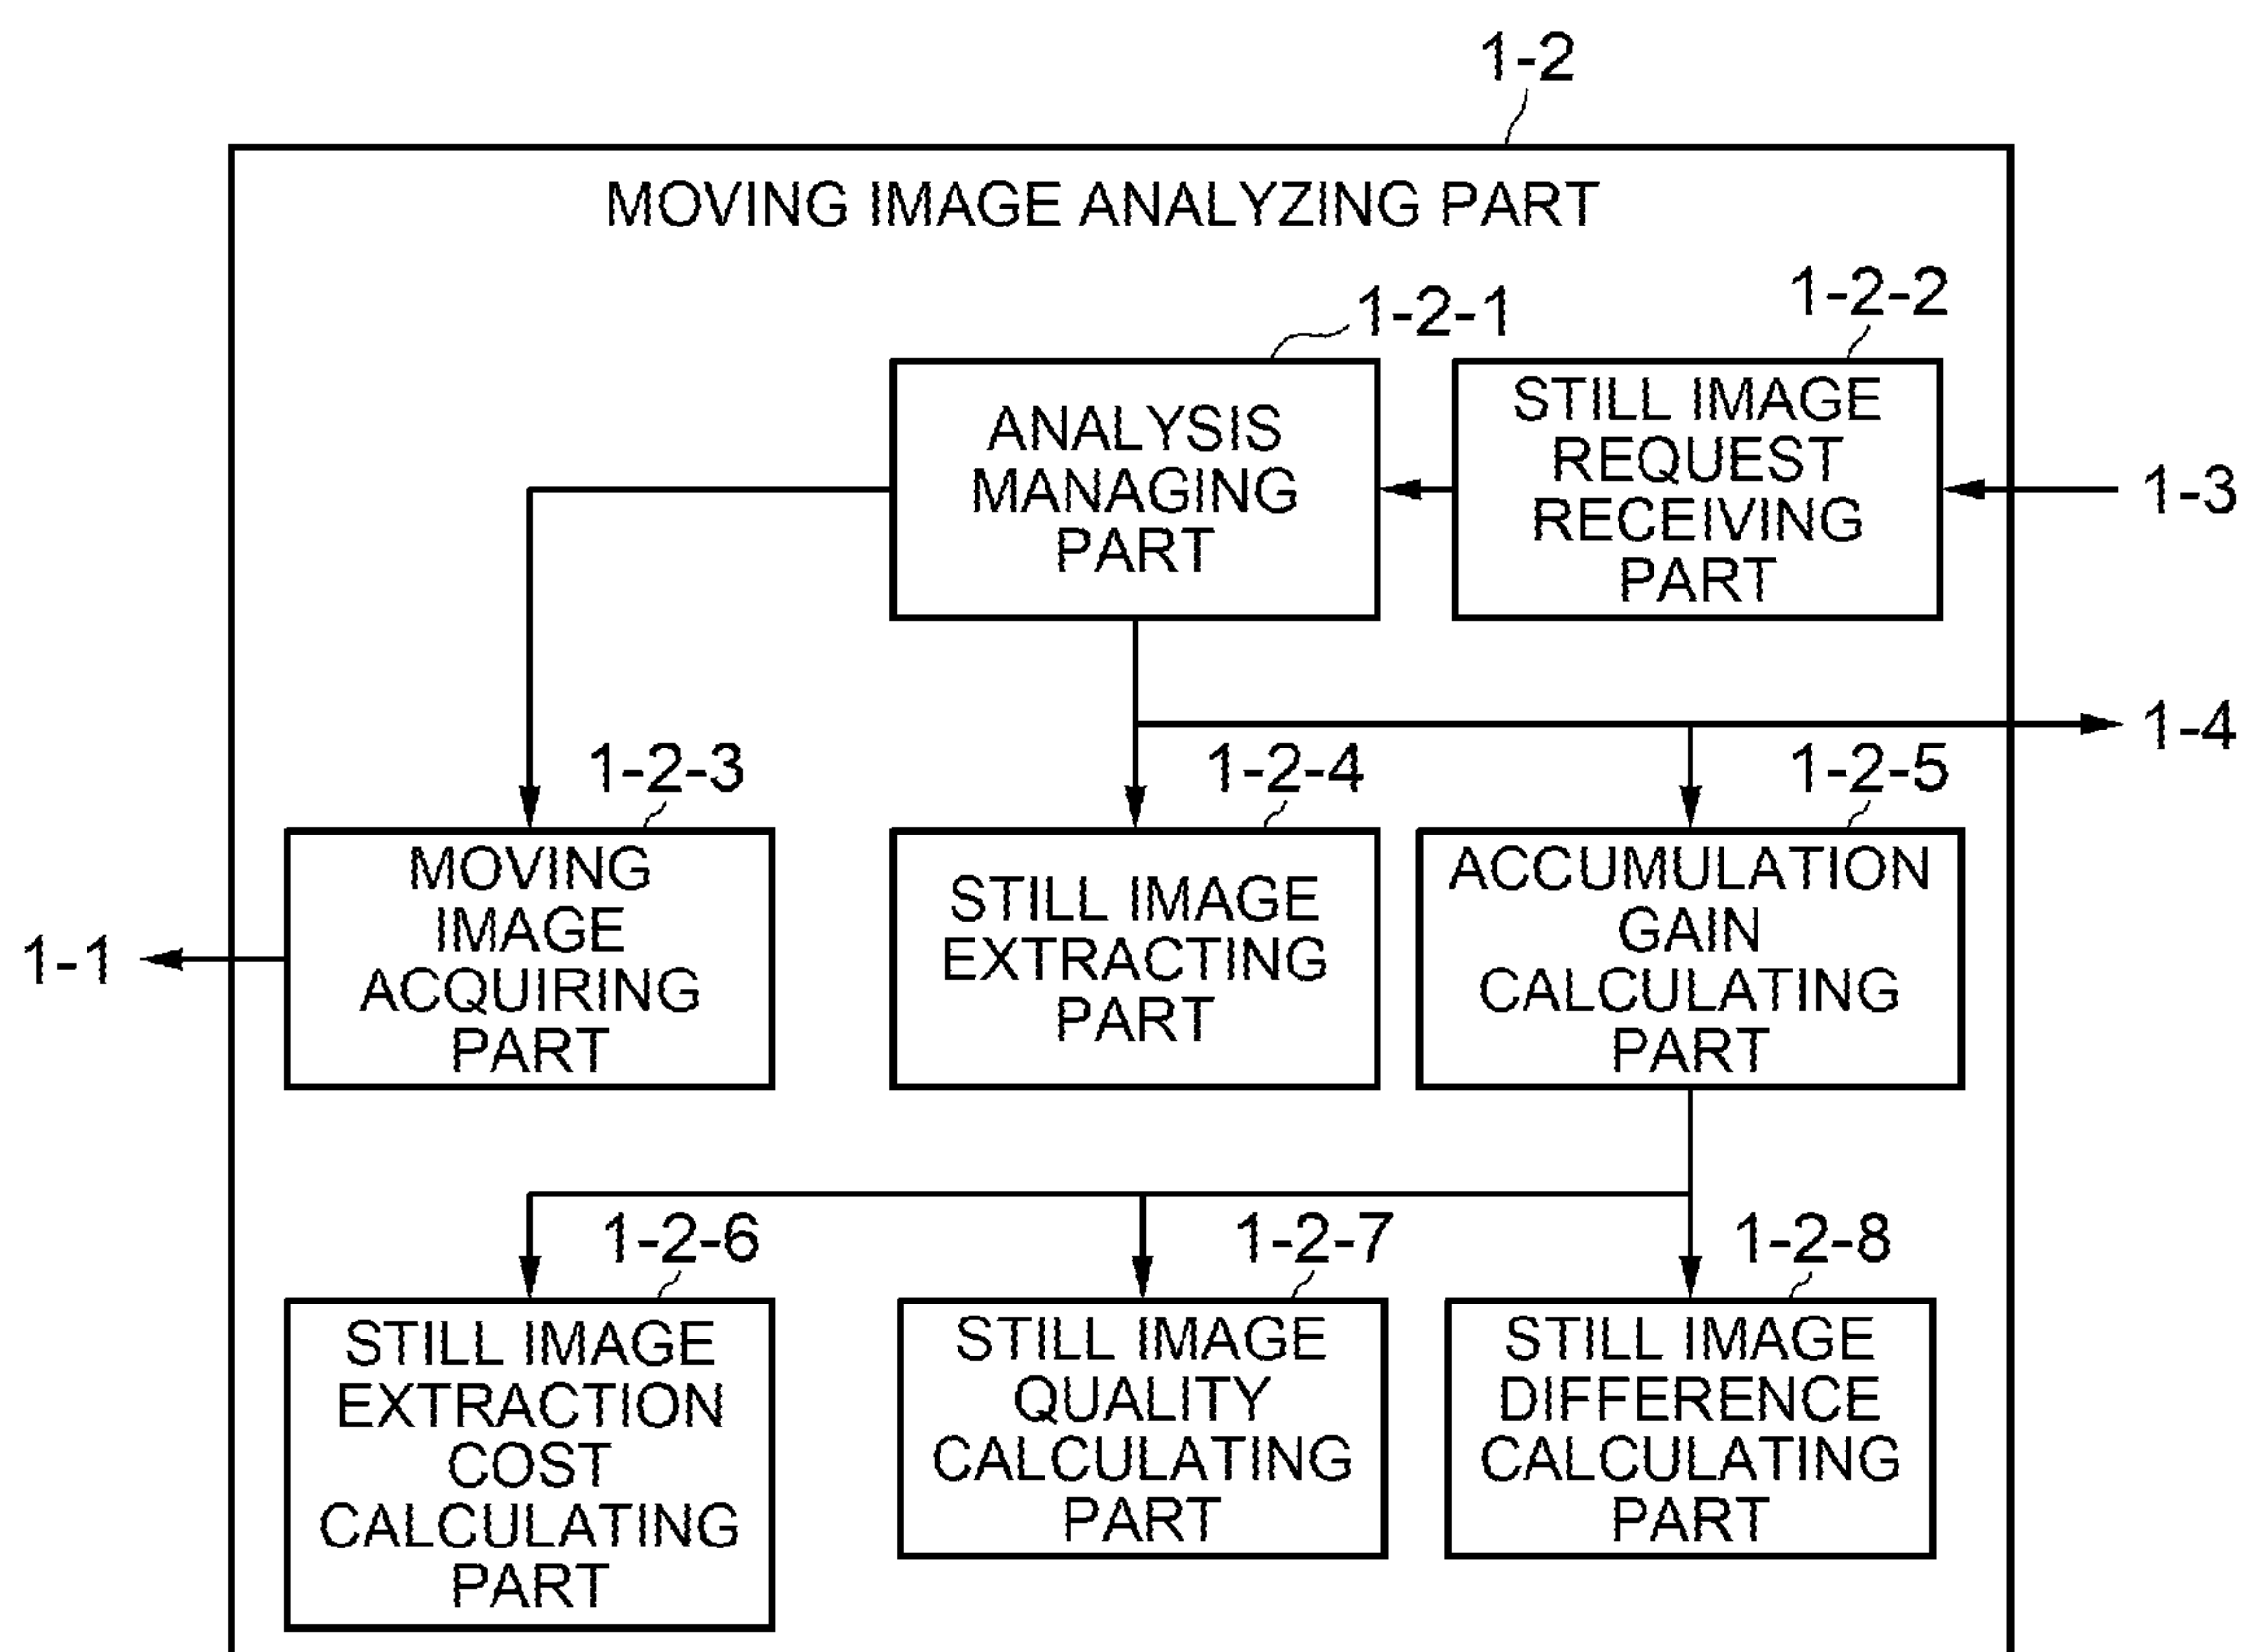 1-2
MOVING IMAGE ANALYZING PART
1-2-1
1-2-2
ANALYSIS
MANAGING
PART
STILL IMAGE
REQUEST
RECEIVING
PART
1-3
1-4
1-2-3
1-2-4
1-2-5
1-1
MOVING
IMAGE
ACQUIRING
PART
STILL IMAGE
EXTRACTING
PART
ACCUMULATION
GAIN
CALCULATING
PART
1-2-6
1-2-7
1-2-8
STILL IMAGE
EXTRACTION
COST
CALCULATING
PART
STILL IMAGE
QUALITY
CALCULATING
PART
STILL IMAGE
DIFFERENCE
CALCULATING
PART